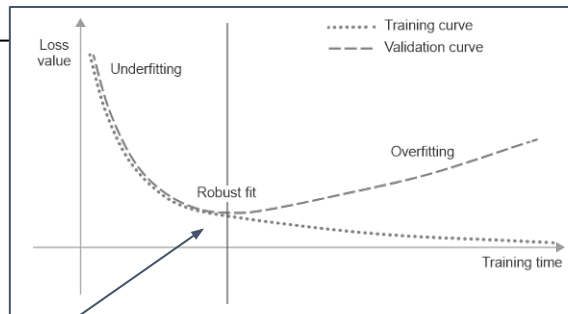 Training curve
Validation curve
Loss
value
Underfitting
Overfitting
Robust fit
Training time